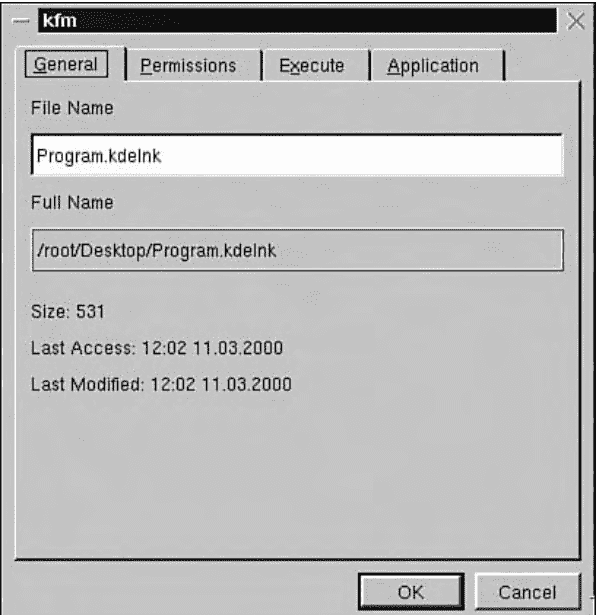 kfm
General Permissions Execute Application
File Name
Program.kdelnk
Full Name
/root/Desktop/Program.kdelnk
Size: 531
Last Access: 12:02 11.03.2000
Last Modified: 12:02 11.03.2000
OK Cancel